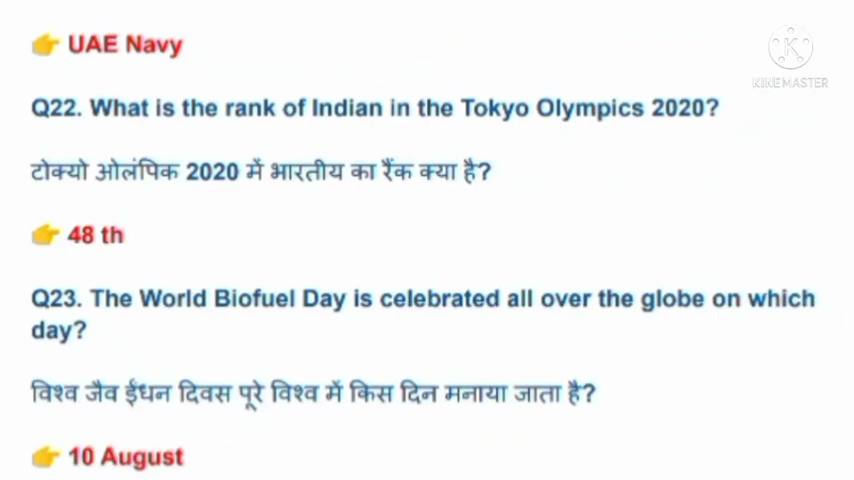 👉 UAE Navy
K
KINEMASTER
Q22. What is the rank of Indian in the Tokyo Olympics 2020?
टोक्यो ओलंपिक 2020 में भारतीय का रैंक क्या है?
👉 48 th
Q23. The World Biofuel Day is celebrated all over the globe on which
day?
विश्व जैव ईंधन दिवस पूरे विश्व में किस दिन मनाया जाता है?
👉 10 August